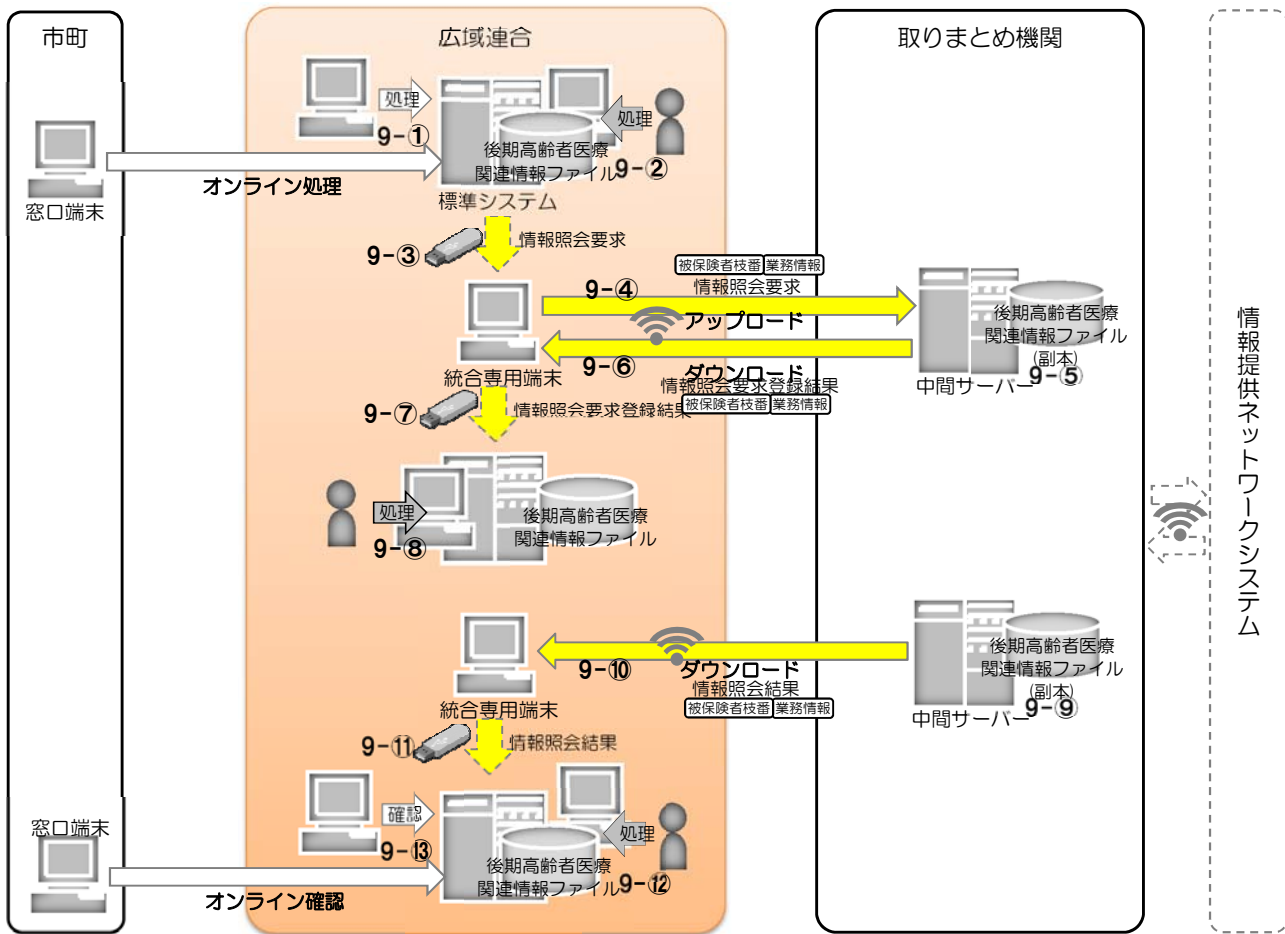 市町
広域連合
取りまとめ機関
処理
9-①
処理
後期高齢者医療
関連情報ファイル
9-②
オンライン処理
窓口端末
標準システム
9-③
情報照会要求
被保険者枝番 業務情報
9-④
情報照会要求
アップロード
後期高齢者医療
関連情報ファイル
(副本)
9-⑤
9-⑥
ダウンロード
統合専用端末
情報照会要求登録結果
被保険者枝番 業務情報
中間サーバー
9-⑦
情報照会要求登録結果
処理
9-⑧
後期高齢者医療
関連情報ファイル
情報提供ネットワークシステム
後期高齢者医療
関連情報ファイル
(副本)
9-⑨
9-⑩
ダウンロード
情報照会結果
被保険者枝番 業務情報
統合専用端末
中間サーバー
9-⑪
情報照会結果
確認
9-⑬
処理
後期高齢者医療
関連情報ファイル
9-⑫
窓口端末
オンライン確認